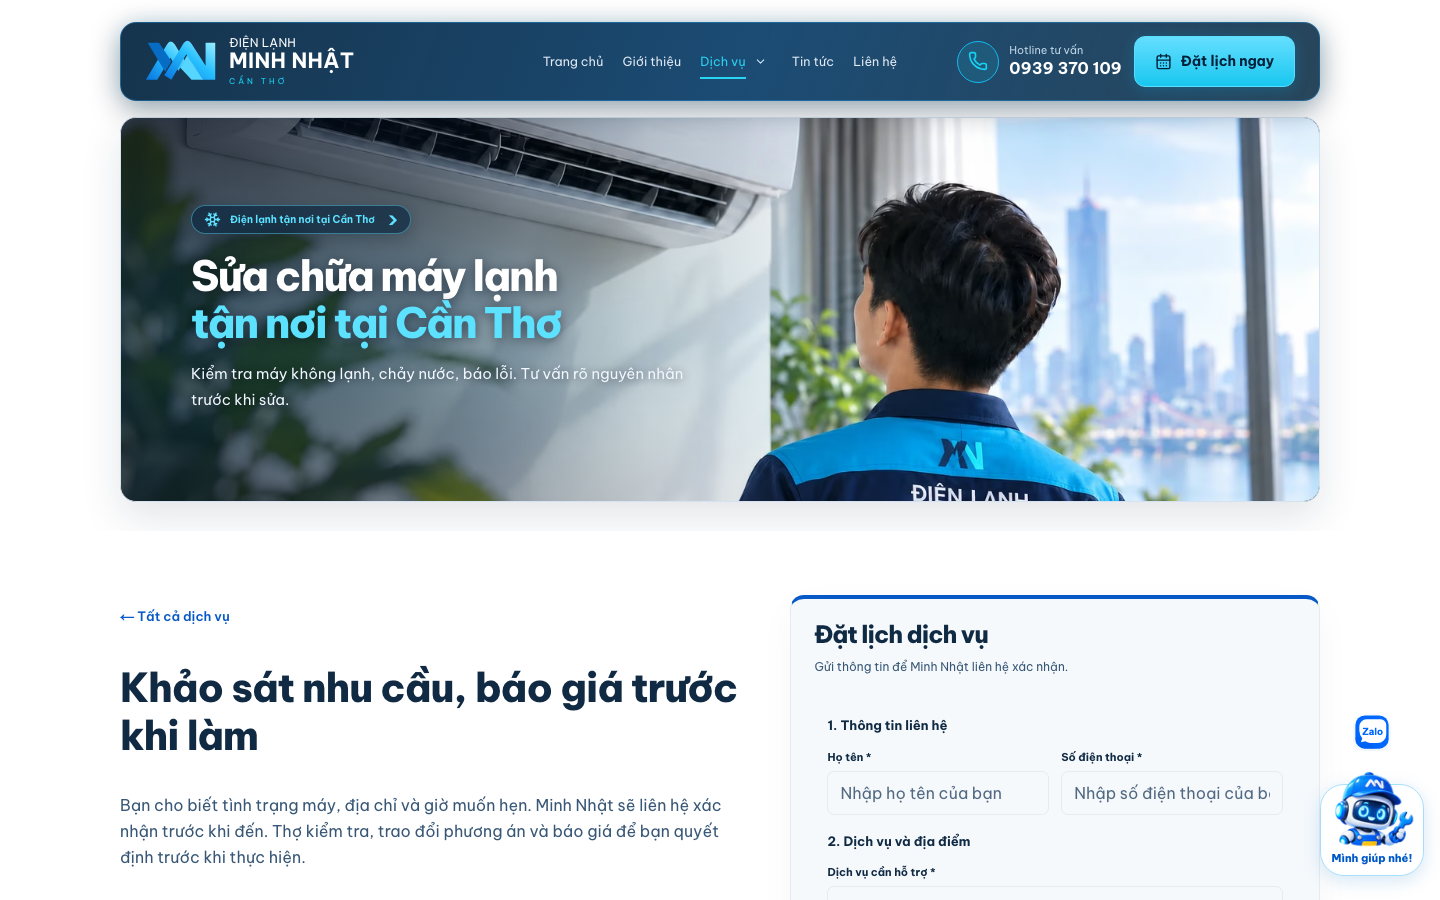 ĐIỆN LẠNH
MINH NHẬT
CẦN THƠ
Trang chủ
Giới thiệu
Dịch vụ
Tin tức
Liên hệ
Hotline tư vấn
0939 370 109
Đặt lịch ngay
Điện lạnh tận nơi tại Cần Thơ
Sửa chữa máy lạnh
tận nơi tại Cần Thơ
Kiểm tra máy không lạnh, chảy nước, báo lỗi. Tư vấn rõ nguyên nhân
trước khi sửa.
ĐIỆN LẠNH
← Tất cả dịch vụ
Khảo sát nhu cầu, báo giá trước
khi làm
Bạn cho biết tình trạng máy, địa chỉ và giờ muốn hẹn. Minh Nhật sẽ liên hệ xác
nhận trước khi đến. Thợ kiểm tra, trao đổi phương án và báo giá để bạn quyết
định trước khi thực hiện.
Đặt lịch dịch vụ
Gửi thông tin để Minh Nhật liên hệ xác nhận.
1. Thông tin liên hệ
Họ tên *
Số điện thoại *
Nhập họ tên của bạn
Nhập số điện thoại của bạ
2. Dịch vụ và địa điểm
Dịch vụ cần hỗ trợ *
Zalo
Mình giúp nhé!